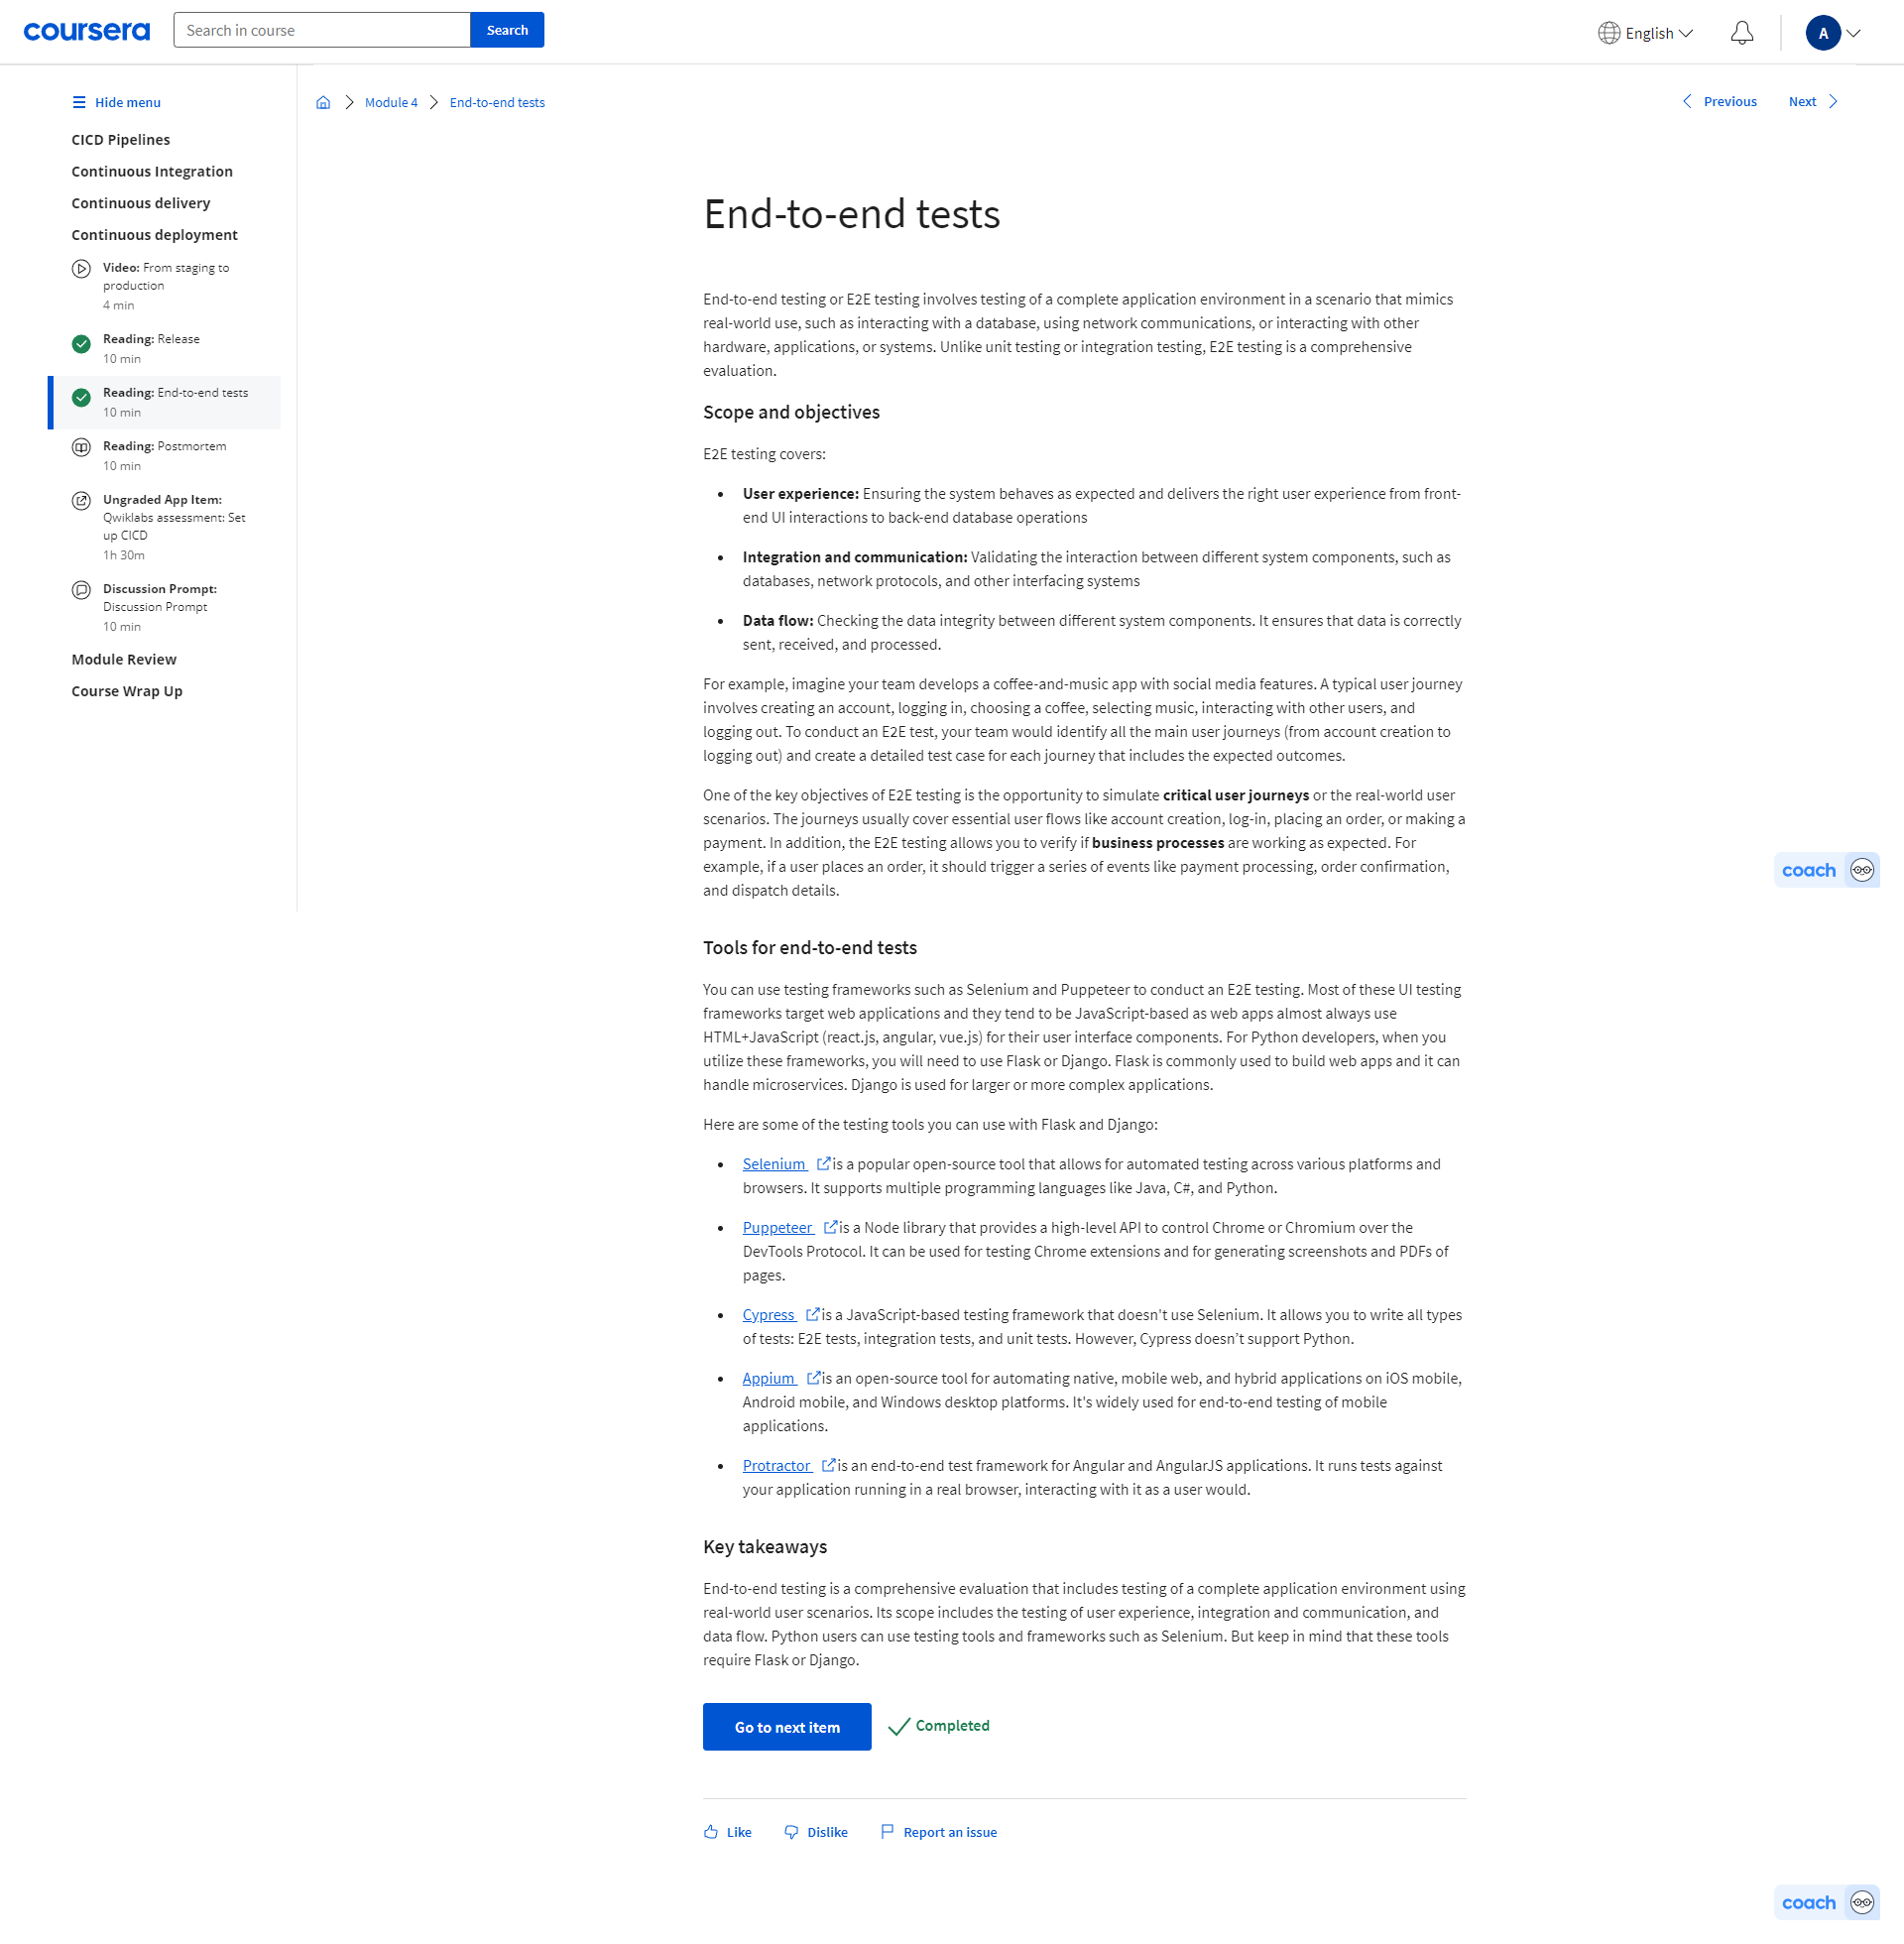 coursera
Search in course
Search
English
A
Hide menu
Module 4
End-to-end tests
Previous
Next
CICD Pipelines
Continuous Integration
Continuous delivery
Continuous deployment
Video: From staging to
production
4 min
Reading: Release
10 min
Reading: End-to-end tests
10 min
Reading: Postmortem
10 min
Ungraded App Item:
Qwiklabs assessment: Set
up CICD
1h 30m
Discussion Prompt:
Discussion Prompt
10 min
Module Review
Course Wrap Up
End-to-end tests
End-to-end testing or E2E testing involves testing of a complete application environment in a scenario that mimics
real-world use, such as interacting with a database, using network communications, or interacting with other
hardware, applications, or systems. Unlike unit testing or integration testing, E2E testing is a comprehensive
evaluation.
Scope and objectives
E2E testing covers:
• User experience: Ensuring the system behaves as expected and delivers the right user experience from front-
end UI interactions to back-end database operations
• Integration and communication: Validating the interaction between different system components, such as
databases, network protocols, and other interfacing systems
• Data flow: Checking the data integrity between different system components. It ensures that data is correctly
sent, received, and processed.
For example, imagine your team develops a coffee-and-music app with social media features. A typical user journey
involves creating an account, logging in, choosing a coffee, selecting music, interacting with other users, and
logging out. To conduct an E2E test, your team would identify all the main user journeys (from account creation to
logging out) and create a detailed test case for each journey that includes the expected outcomes.
One of the key objectives of E2E testing is the opportunity to simulate critical user journeys or the real-world user
scenarios. The journeys usually cover essential user flows like account creation, log-in, placing an order, or making a
payment. In addition, the E2E testing allows you to verify if business processes are working as expected. For
example, if a user places an order, it should trigger a series of events like payment processing, order confirmation,
and dispatch details.
coach
Tools for end-to-end tests
You can use testing frameworks such as Selenium and Puppeteer to conduct an E2E testing. Most of these UI testing
frameworks target web applications and they tend to be JavaScript-based as web apps almost always use
HTML+JavaScript (react.js, angular, vue.js) for their user interface components. For Python developers, when you
utilize these frameworks, you will need to use Flask or Django. Flask is commonly used to build web apps and it can
handle microservices. Django is used for larger or more complex applications.
Here are some of the testing tools you can use with Flask and Django:
• Selenium is a popular open-source tool that allows for automated testing across various platforms and
browsers. It supports multiple programming languages like Java, C#, and Python.
• Puppeteer is a Node library that provides a high-level API to control Chrome or Chromium over the
DevTools Protocol. It can be used for testing Chrome extensions and for generating screenshots and PDFs of
pages.
• Cypress is a JavaScript-based testing framework that doesn't use Selenium. It allows you to write all types
of tests: E2E tests, integration tests, and unit tests. However, Cypress doesn’t support Python.
• Appium is an open-source tool for automating native, mobile web, and hybrid applications on iOS mobile,
Android mobile, and Windows desktop platforms. It's widely used for end-to-end testing of mobile
applications.
• Protractor is an end-to-end test framework for Angular and AngularJS applications. It runs tests against
your application running in a real browser, interacting with it as a user would.
Key takeaways
End-to-end testing is a comprehensive evaluation that includes testing of a complete application environment using
real-world user scenarios. Its scope includes the testing of user experience, integration and communication, and
data flow. Python users can use testing tools and frameworks such as Selenium. But keep in mind that these tools
require Flask or Django.
Go to next item
Completed
Like
Dislike
Report an issue
coach